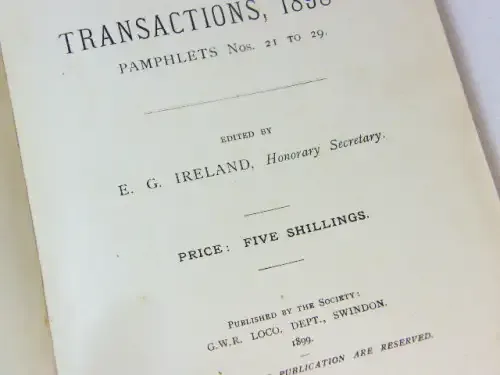 TRANSACTIONS, 1898
PAMPHLETS Nos. 21 TO 29.
EDITED BY
E. G. IRELAND, Honorary Secretary.
PRICE: FIVE SHILLINGS.
PUBLISHED BY THE SOCIETY:
G.W.R. LOCO. DEPT., SWINDON.
1899.
PUBLICATION ARE RESERVED.